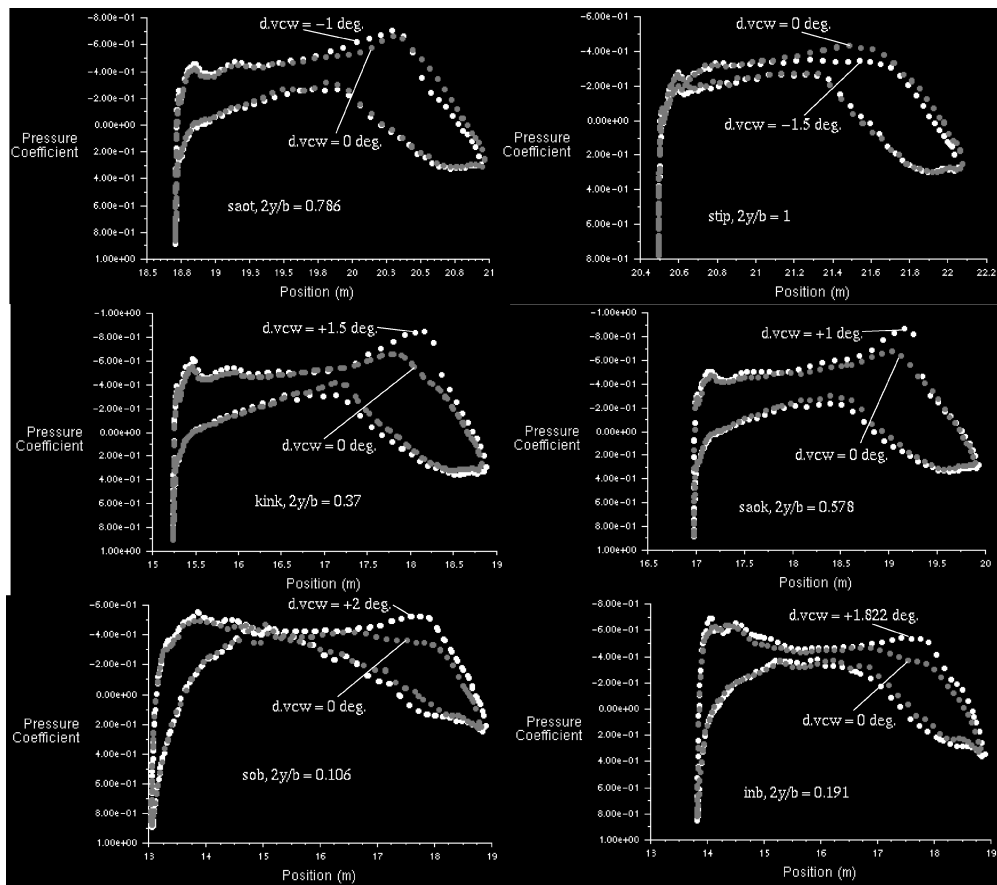 -8.00e-01
-6.00e-01
-4.00e-01
-2.00e-01
0.00e+00
2.00e-01
4.00e-01
6.00e-01
8.00e-01
1.00e+00
Pressure
Coefficient
d.vcw = −1 deg.
d.vcw = 0 deg.
saot, 2y/b = 0.786
18.5 18.8 19 19.3 19.5 19.8 20 20.3 20.5 20.8 21
Position (m)
-6.00e-01
-4.00e-01
-2.00e-01
0.00e+00
2.00e-01
4.00e-01
6.00e-01
8.00e-01
Pressure
Coefficient
d.vcw = 0 deg.
d.vcw = −1.5 deg.
stip, 2y/b = 1
20.4 20.6 20.8 21 21.2 21.4 21.6 21.8 22 22.2
Position (m)
-1.00e+00
-8.00e-01
-6.00e-01
-4.00e-01
-2.00e-01
0.00e+00
2.00e-01
4.00e-01
6.00e-01
8.00e-01
1.00e+00
Pressure
Coefficient
d.vcw = +1.5 deg.
d.vcw = 0 deg.
kink, 2y/b = 0.37
15 15.5 16 16.5 17 17.5 18 18.5 19
Position (m)
-1.00e+00
-8.00e-01
-6.00e-01
-4.00e-01
-2.00e-01
0.00e+00
2.00e-01
4.00e-01
6.00e-01
8.00e-01
1.00e+00
Pressure
Coefficient
d.vcw = +1 deg.
d.vcw = 0 deg.
saok, 2y/b = 0.578
16.5 17 17.5 18 18.5 19 19.5 20
Position (m)
-6.00e-01
-4.00e-01
-2.00e-01
0.00e+00
2.00e-01
4.00e-01
6.00e-01
8.00e-01
1.00e+00
Pressure
Coefficient
d.vcw = +2 deg.
d.vcw = 0 deg.
sob, 2y/b = 0.106
13 14 15 16 17 18 19
Position (m)
-8.00e-01
-6.00e-01
-4.00e-01
-2.00e-01
0.00e+00
2.00e-01
4.00e-01
6.00e-01
8.00e-01
1.00e+00
Pressure
Coefficient
d.vcw = +1.822 deg.
d.vcw = 0 deg.
inb, 2y/b = 0.191
13 14 15 16 17 18 19
Position (m)